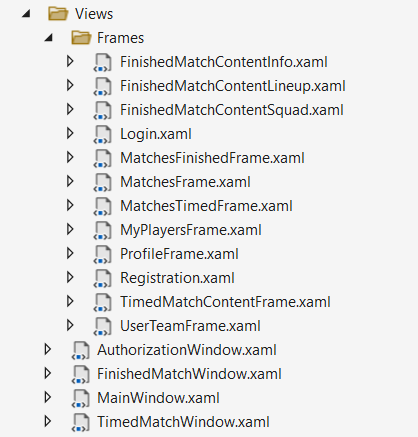 Views
Frames
FinishedMatchContentInfo.xaml
FinishedMatchContentLineup.xaml
FinishedMatchContentSquad.xaml
Login.xaml
MatchesFinishedFrame.xaml
MatchesFrame.xaml
MatchesTimedFrame.xaml
MyPlayersFrame.xaml
ProfileFrame.xaml
Registration.xaml
TimedMatchContentFrame.xaml
UserTeamFrame.xaml
AuthorizationWindow.xaml
FinishedMatchWindow.xaml
MainWindow.xaml
TimedMatchWindow.xaml